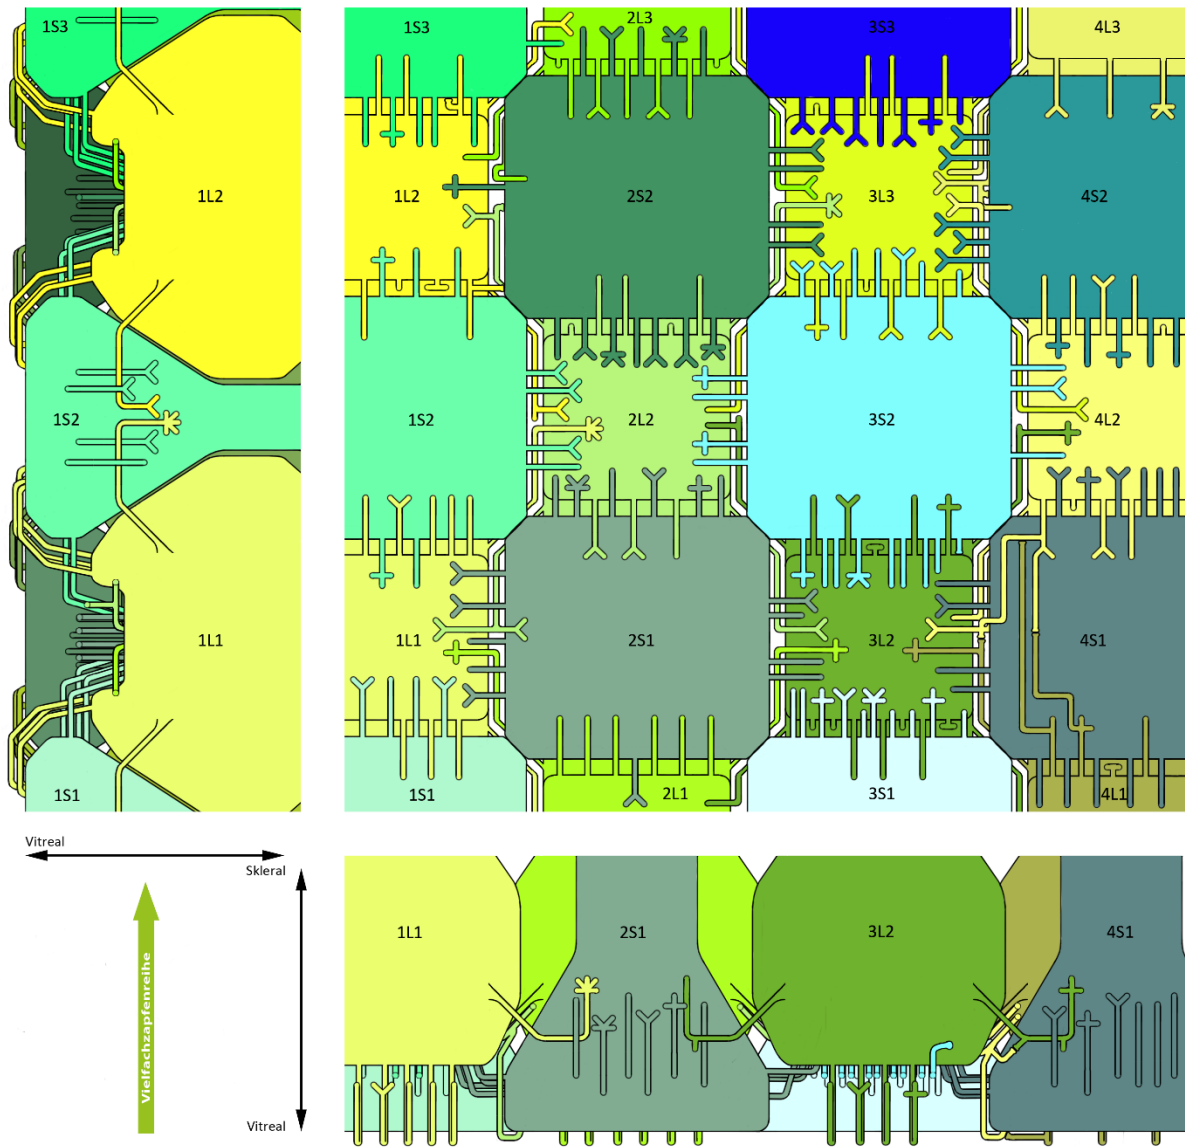 1S3
1L2
1S2
1L1
1S1
1S3
2L3
3S3
4L3
1L2
2S2
3L3
4S2
1S2
2L2
3S2
4L2
1L1
2S1
3L2
4S1
1S1
2L1
3S1
4L1
Vitreal
Skleral
Vielfachzapfenreihe
Vitreal
1L1
2S1
3L2
4S1